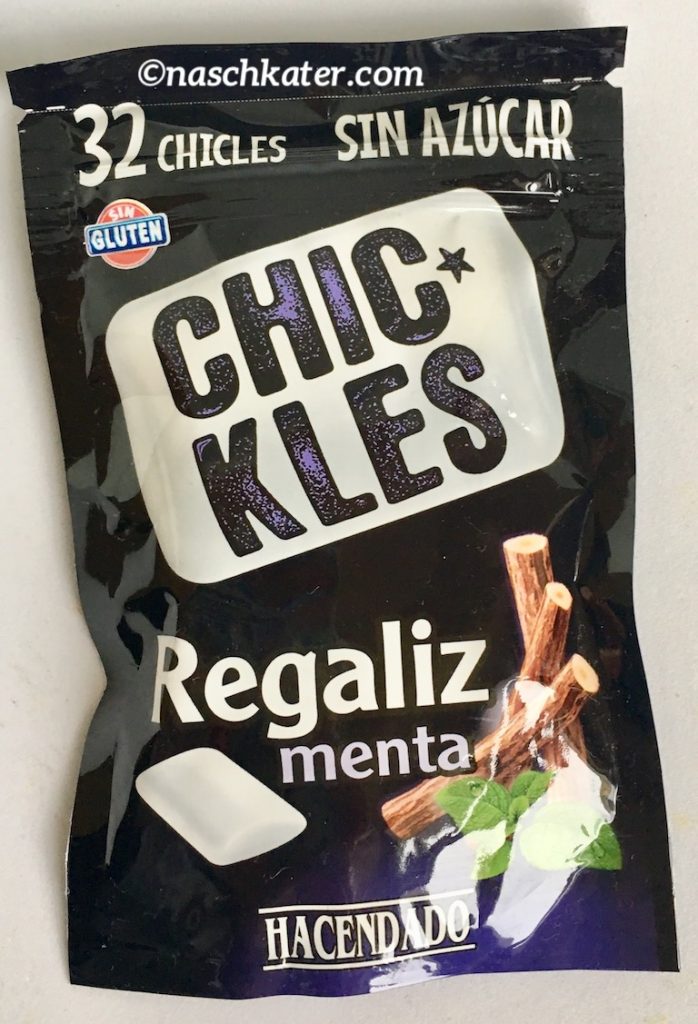 ©naschkater.com
32 CHICLES SIN AZÚCAR
SIN
GLUTEN
CHIC
KLES
Regaliz
menta
HACENDADO